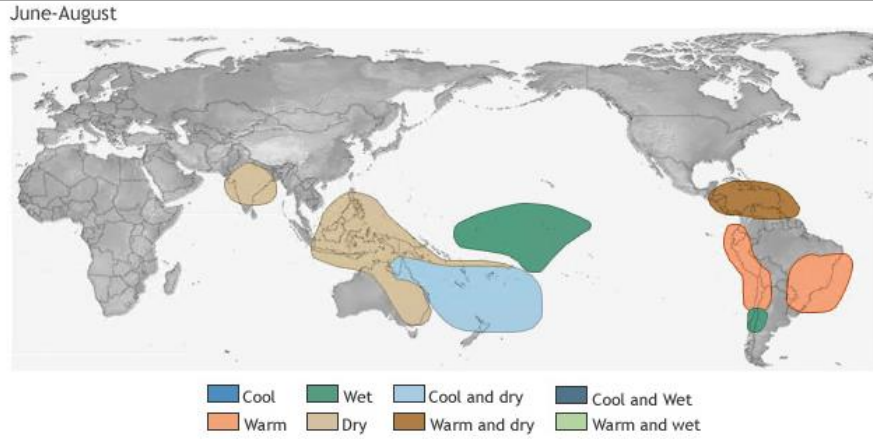 June-August
Cool Wet Cool and dry Cool and Wet
Warm Dry Warm and dry Warm and wet